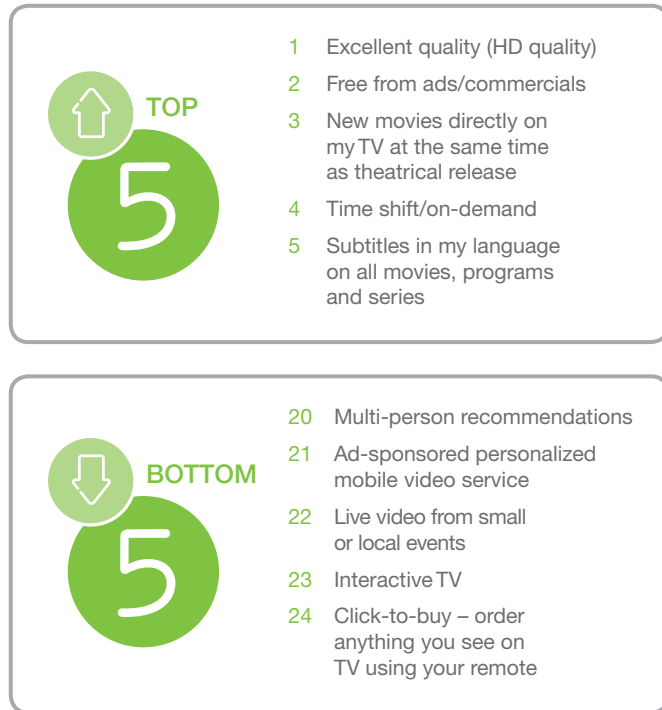 TOP
5
1 Excellent quality (HD quality)
2 Free from ads/commercials
3 New movies directly on
my TV at the same time
as theatrical release
4 Time shift/on-demand
5 Subtitles in my language
on all movies, programs
and series
BOTTOM
5
20 Multi-person recommendations
21 Ad-sponsored personalized
mobile video service
22 Live video from small
or local events
23 Interactive TV
24 Click-to-buy – order
anything you see on
TV using your remote